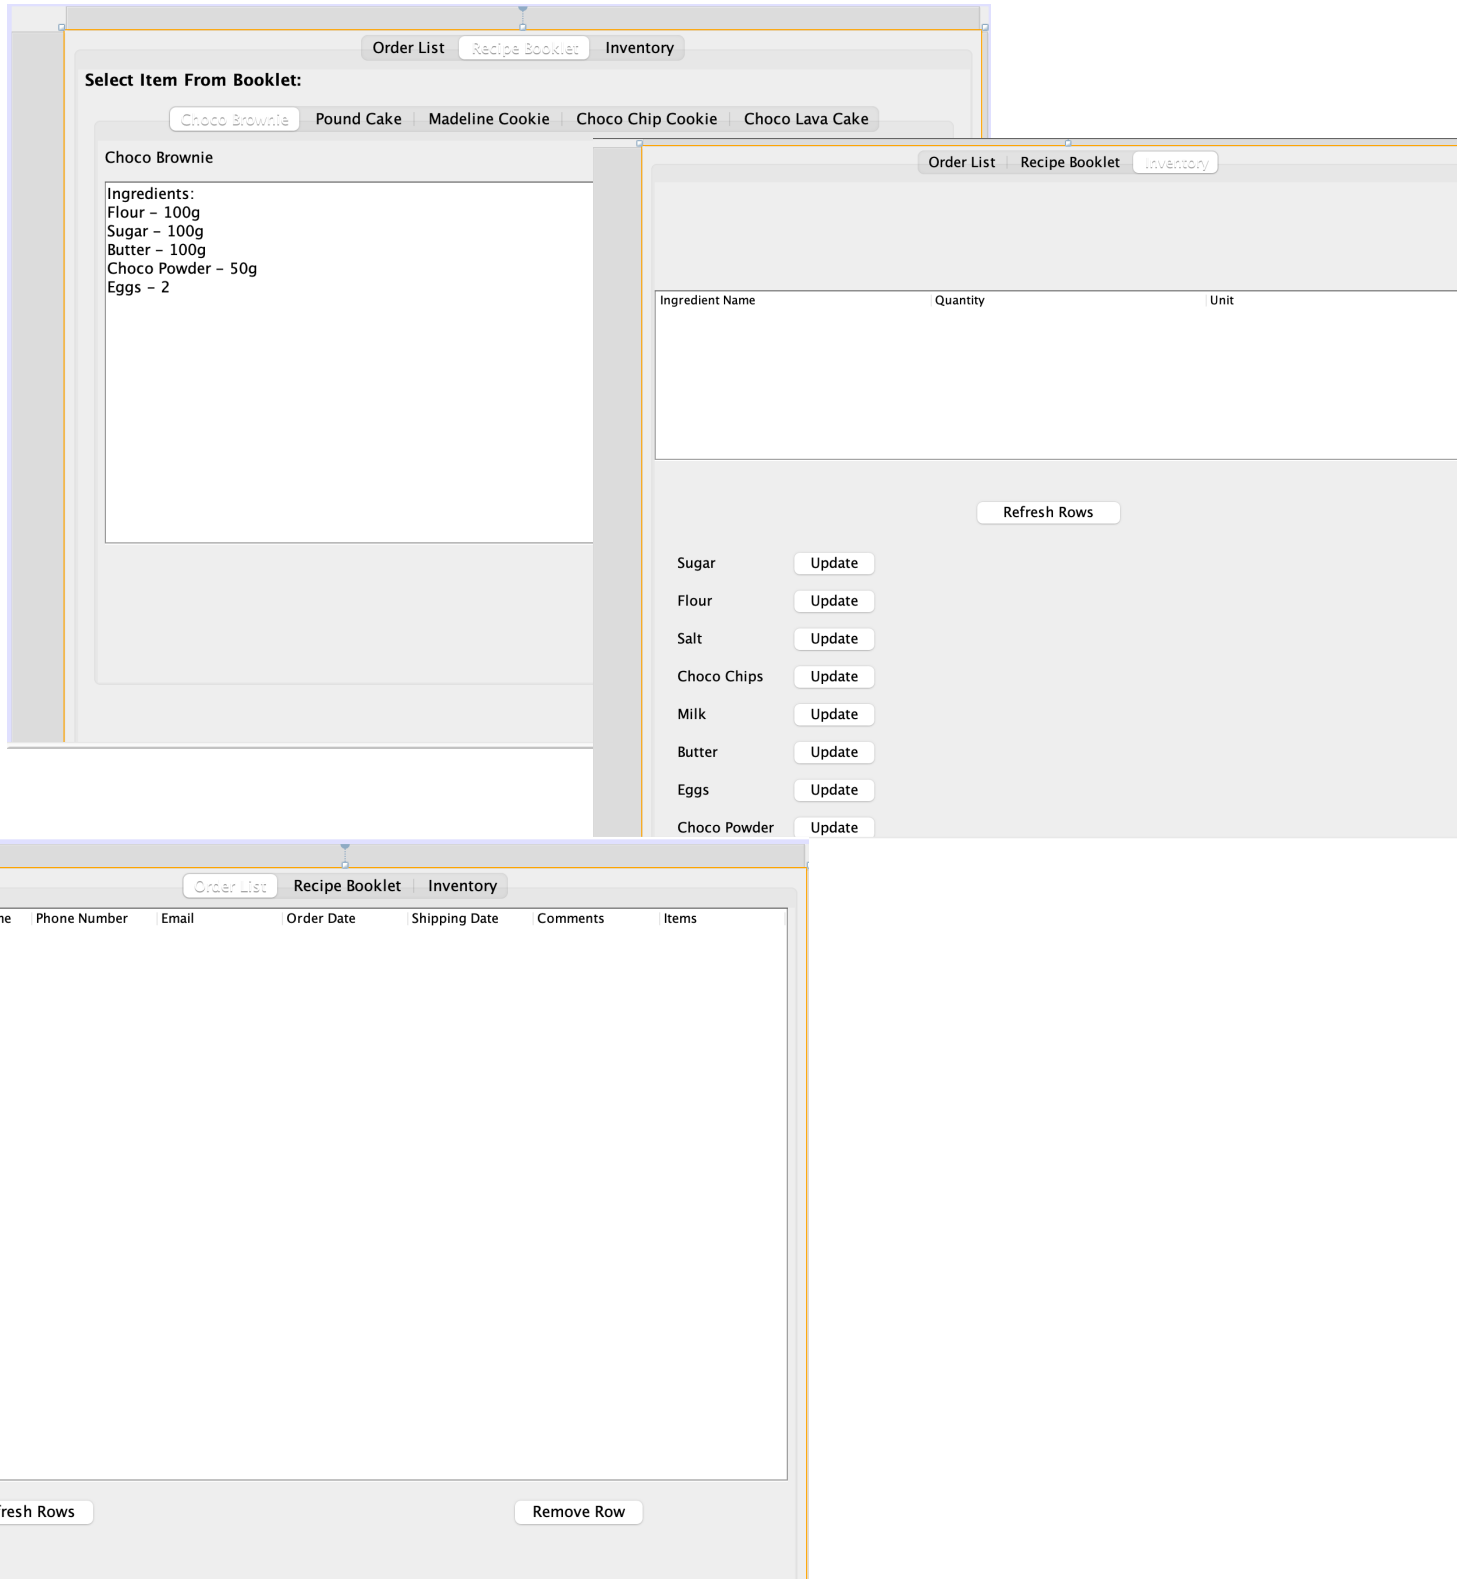 Order List Recipe Booklet Inventory
Select Item From Booklet:
Choco Brownie Pound Cake Madeline Cookie Choco Chip Cookie Choco Lava Cake
Choco Brownie
Ingredients:
Flour – 100g
Sugar – 100g
Butter – 100g
Choco Powder – 50g
Eggs – 2
Order List Recipe Booklet Inventory
Ingredient Name Quantity Unit
Refresh Rows
Sugar Update
Flour Update
Salt Update
Choco Chips Update
Milk Update
Butter Update
Eggs Update
Choco Powder Update
Order List Recipe Booklet Inventory
ne Phone Number Email Order Date Shipping Date Comments Items
resh Rows Remove Row